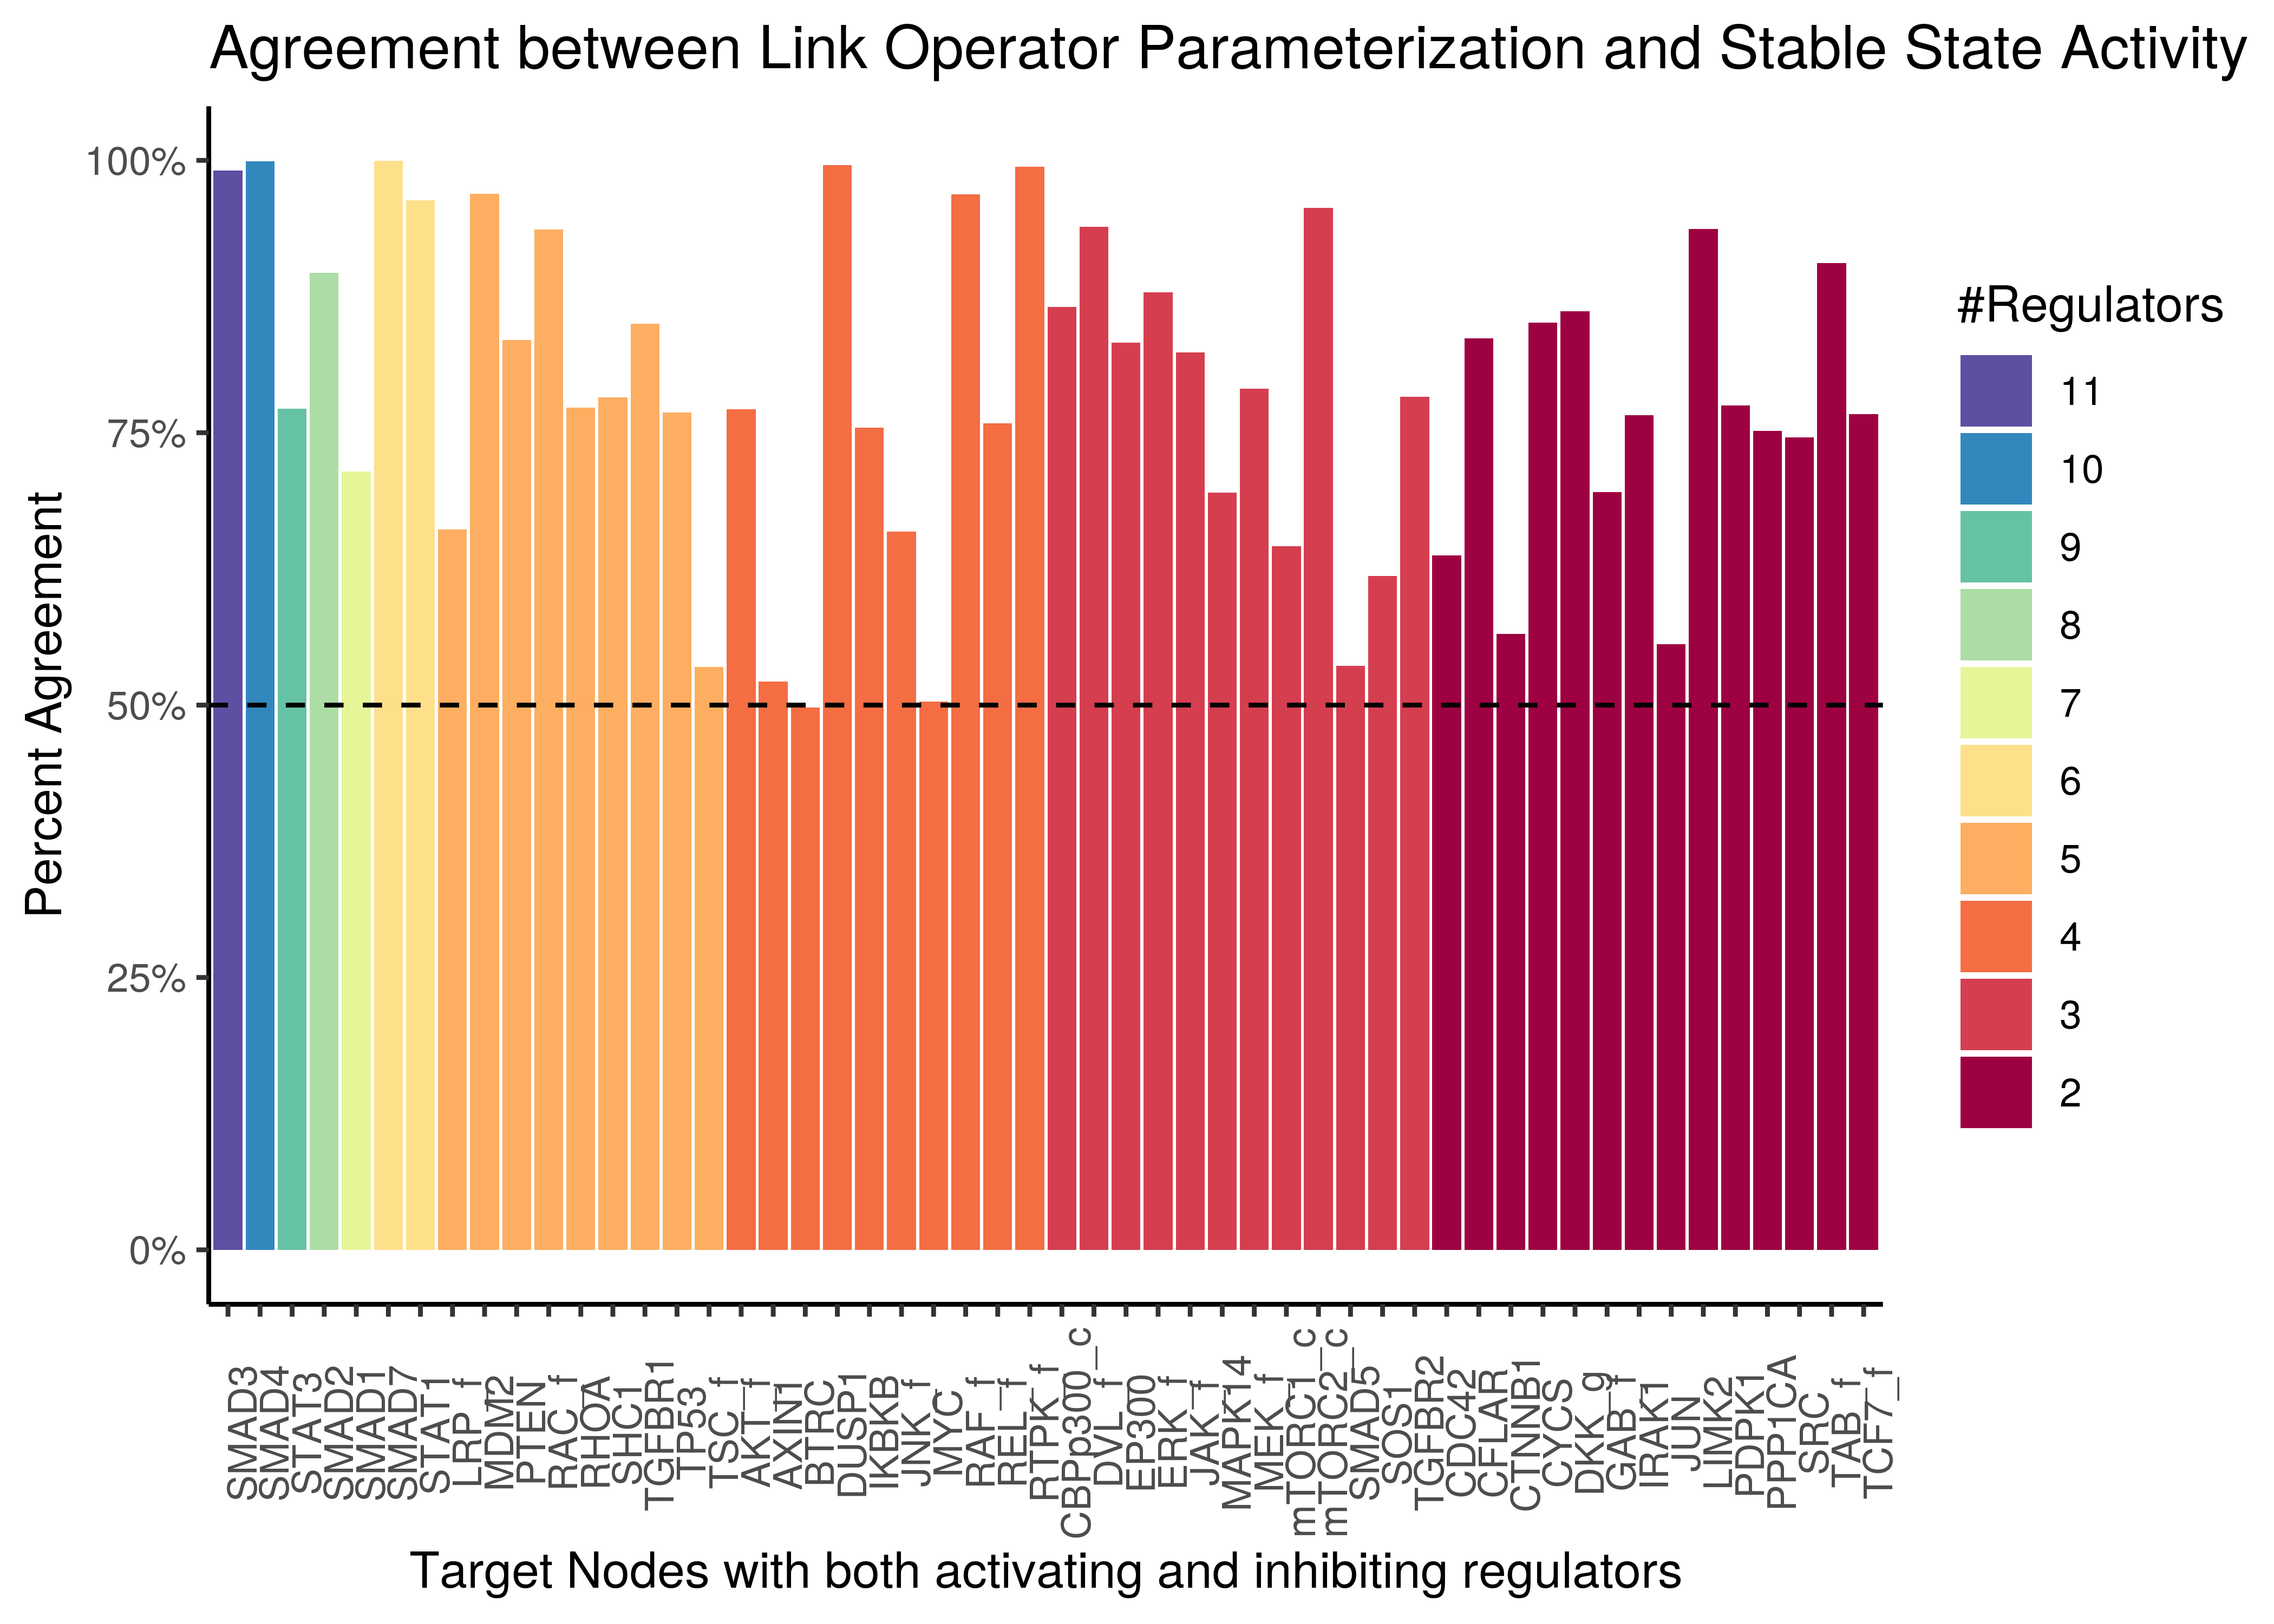 Agreement between Link Operator Parameterization and Stable State Activity
Percent Agreement
100%
75%
50%
25%
0%
SMAD3
SMAD4
STAT3
SMAD2
SMAD1
SMAD7
STAT1
LRP_f
MDM2
PTEN
RAC_f
RHOA
SHC1
TGFBR1
TP53
TSC_f
AKT_f
AXIN1
BTRC
DUSP1
IKBKB
JNK_f
MYC
RAF_f
REL_f
RTPK_f
CBPp300_c
DVL_f
EP300
ERK_f
JAK_f
MAPK14
MEK_f
mTORC1_c
mTORC2_c
SMAD5
SOS1
TGFBR2
CDC42
CFLAR
CTNNB1
CYCS
DKK_g
GAB_f
IRAK1
JUN
LIMK2
PDPK1
PPP1CA
SRC
TAB_f
TCF7_f
Target Nodes with both activating and inhibiting regulators
#Regulators
11
10
9
8
7
6
5
4
3
2